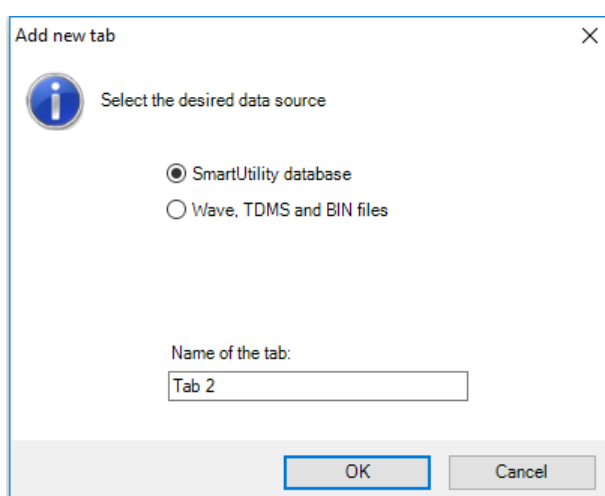 Add new tab
Select the desired data source
SmartUtility database
Wave, TDMS and BIN files
Name of the tab:
Tab 2
OK Cancel